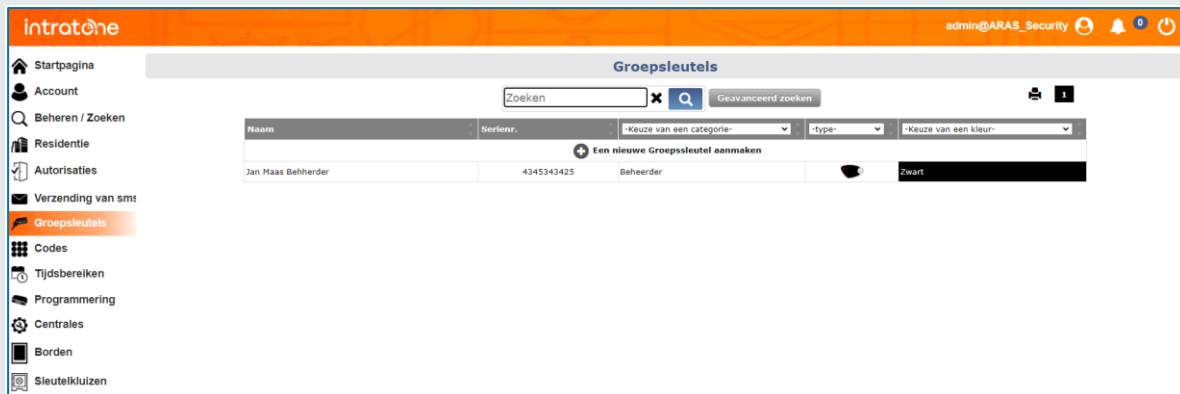 intratone
admin@ARAS_Security 0
Startpagina
Account
Beheren / Zoeken
Residentie
Autorisaties
Verzending van sms
Groepsleutels
Codes
Tijdsbereiken
Programmering
Centrales
Borden
Sleutelkluizen
Groepsleutels
Zoeken Geavanceerd zoeken 1
Naam Serienr. -Keuze van een categorie- -type- -Keuze van een kleur-
Een nieuwe Groepssleutel aanmaken
Jan Maas Behherder 4345343425 Beheerder Zwart